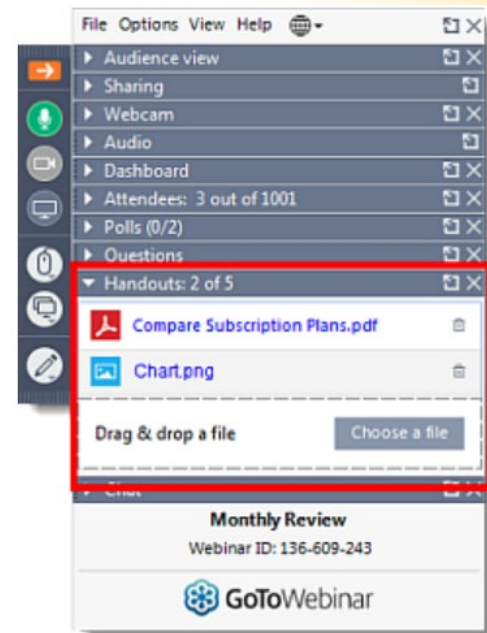 File Options View Help
Audience view
Sharing
Webcam
Audio
Dashboard
Attendees: 3 out of 1001
Polls (0/2)
Questions
Handouts: 2 of 5
Compare Subscription Plans.pdf
Chart.png
Drag & drop a file Choose a file
Chat
Monthly Review
Webinar ID: 136-609-243
GoToWebinar